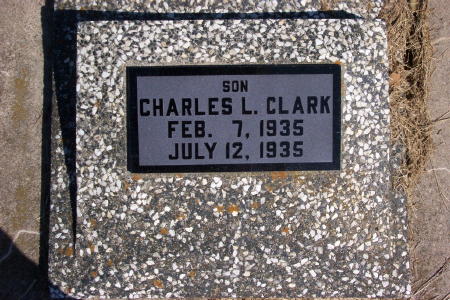 SON
CHARLES L. CLARK
FEB. 7, 1935
JULY 12, 1935